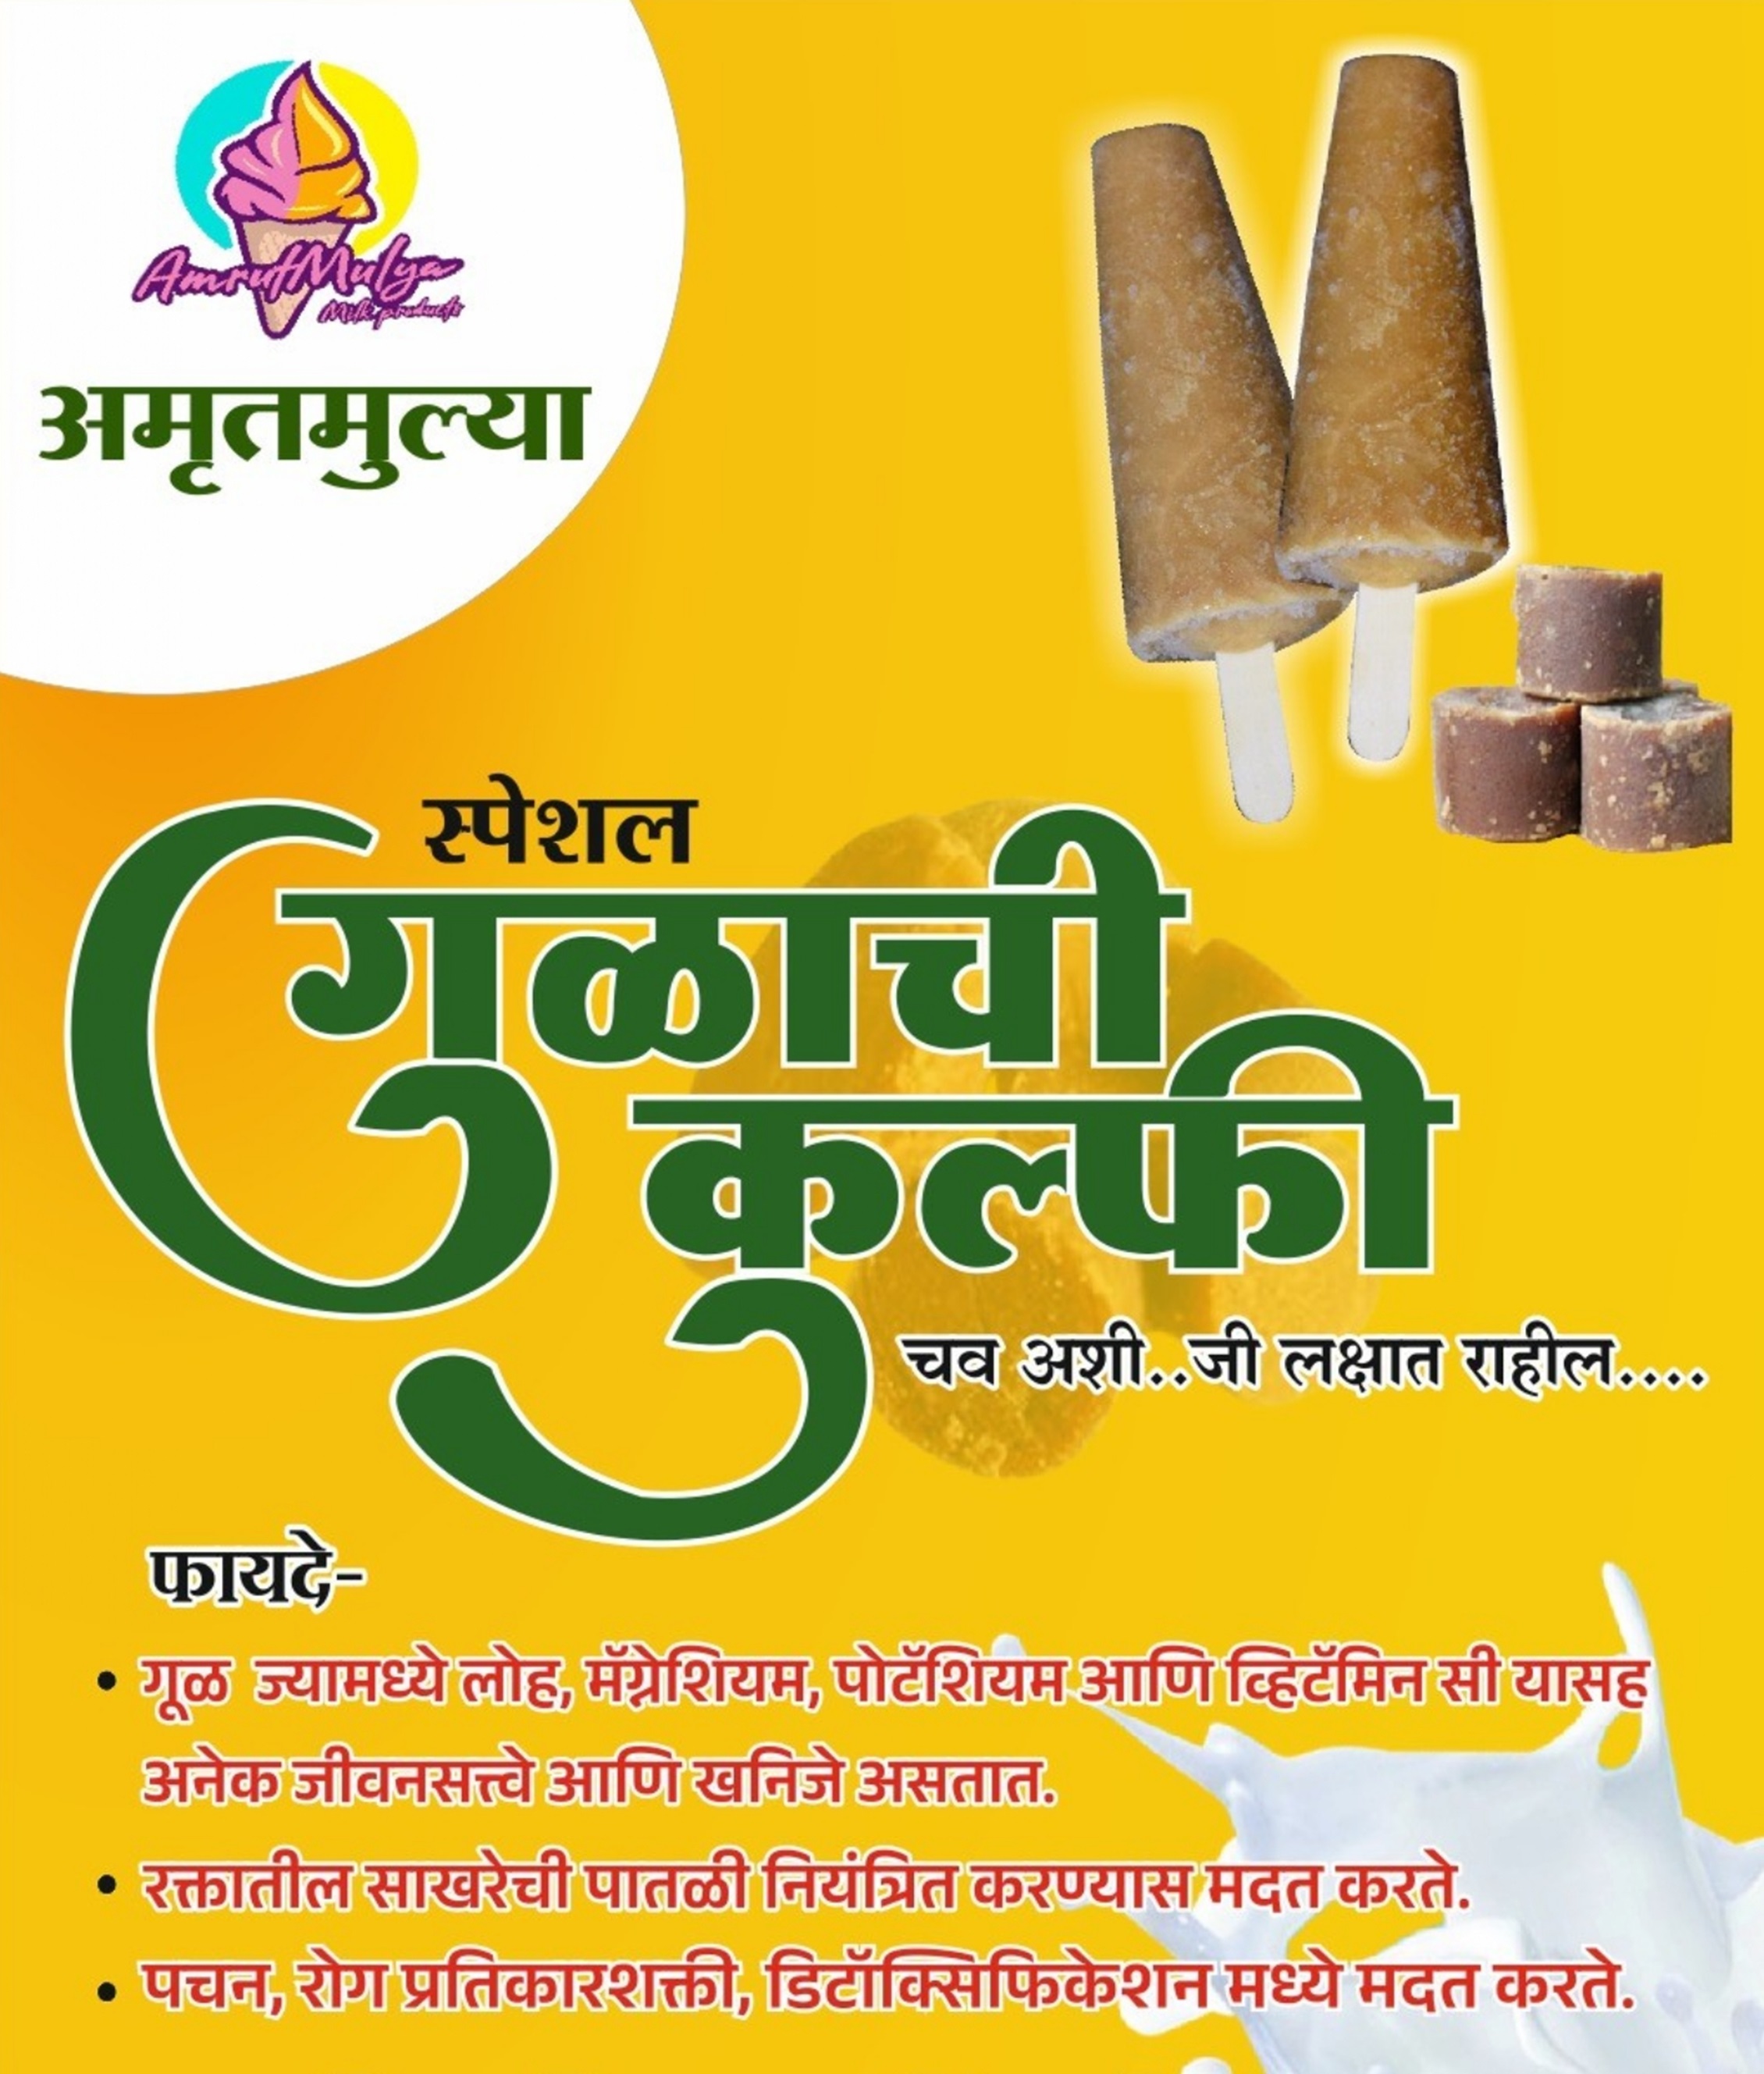 AmrutMulya
Milk products
अमृतमुल्या
स्पेशल
गुळाची
कुल्फी
चव अशी..जी लक्षात राहील....
फायदे-
• गूळ ज्यामध्ये लोह, मॅग्नेशियम, पोटॅशियम आणि व्हिटॅमिन सी यासह
अनेक जीवनसत्त्वे आणि खनिजे असतात.
• रक्तातील साखरेची पातळी नियंत्रित करण्यास मदत करते.
• पचन, रोग प्रतिकारशक्ती, डिटॉक्सिफिकेशन मध्ये मदत करते.